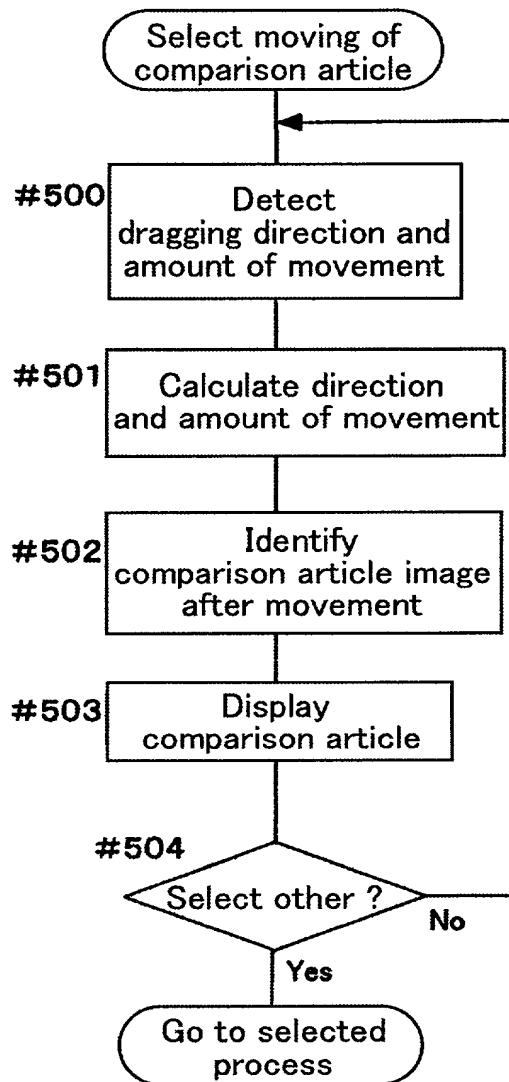 Select moving of
comparison article
#500
Detect
dragging direction and
amount of movement
#501
Calculate direction
and amount of movement
#502
Identify
comparison article image
after movement
#503
Display
comparison article
#504
Select other ?
No
Yes
Go to selected
process